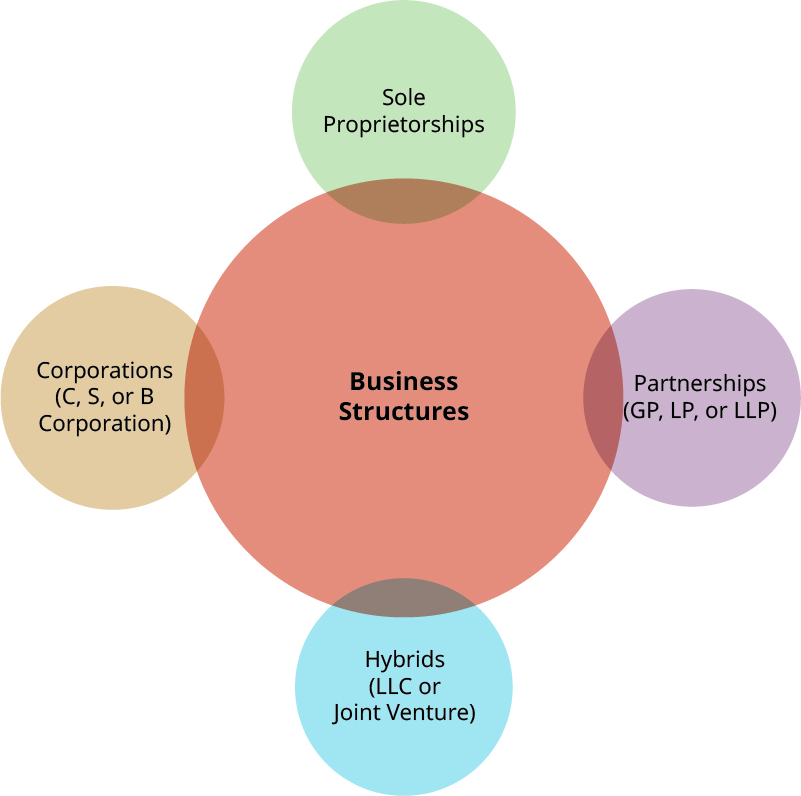 Sole
Proprietorships
Corporations
(C, S, or B
Corporation)
Business
Structures
Partnerships
(GP, LP, or LLP)
Hybrids
(LLC or
Joint Venture)